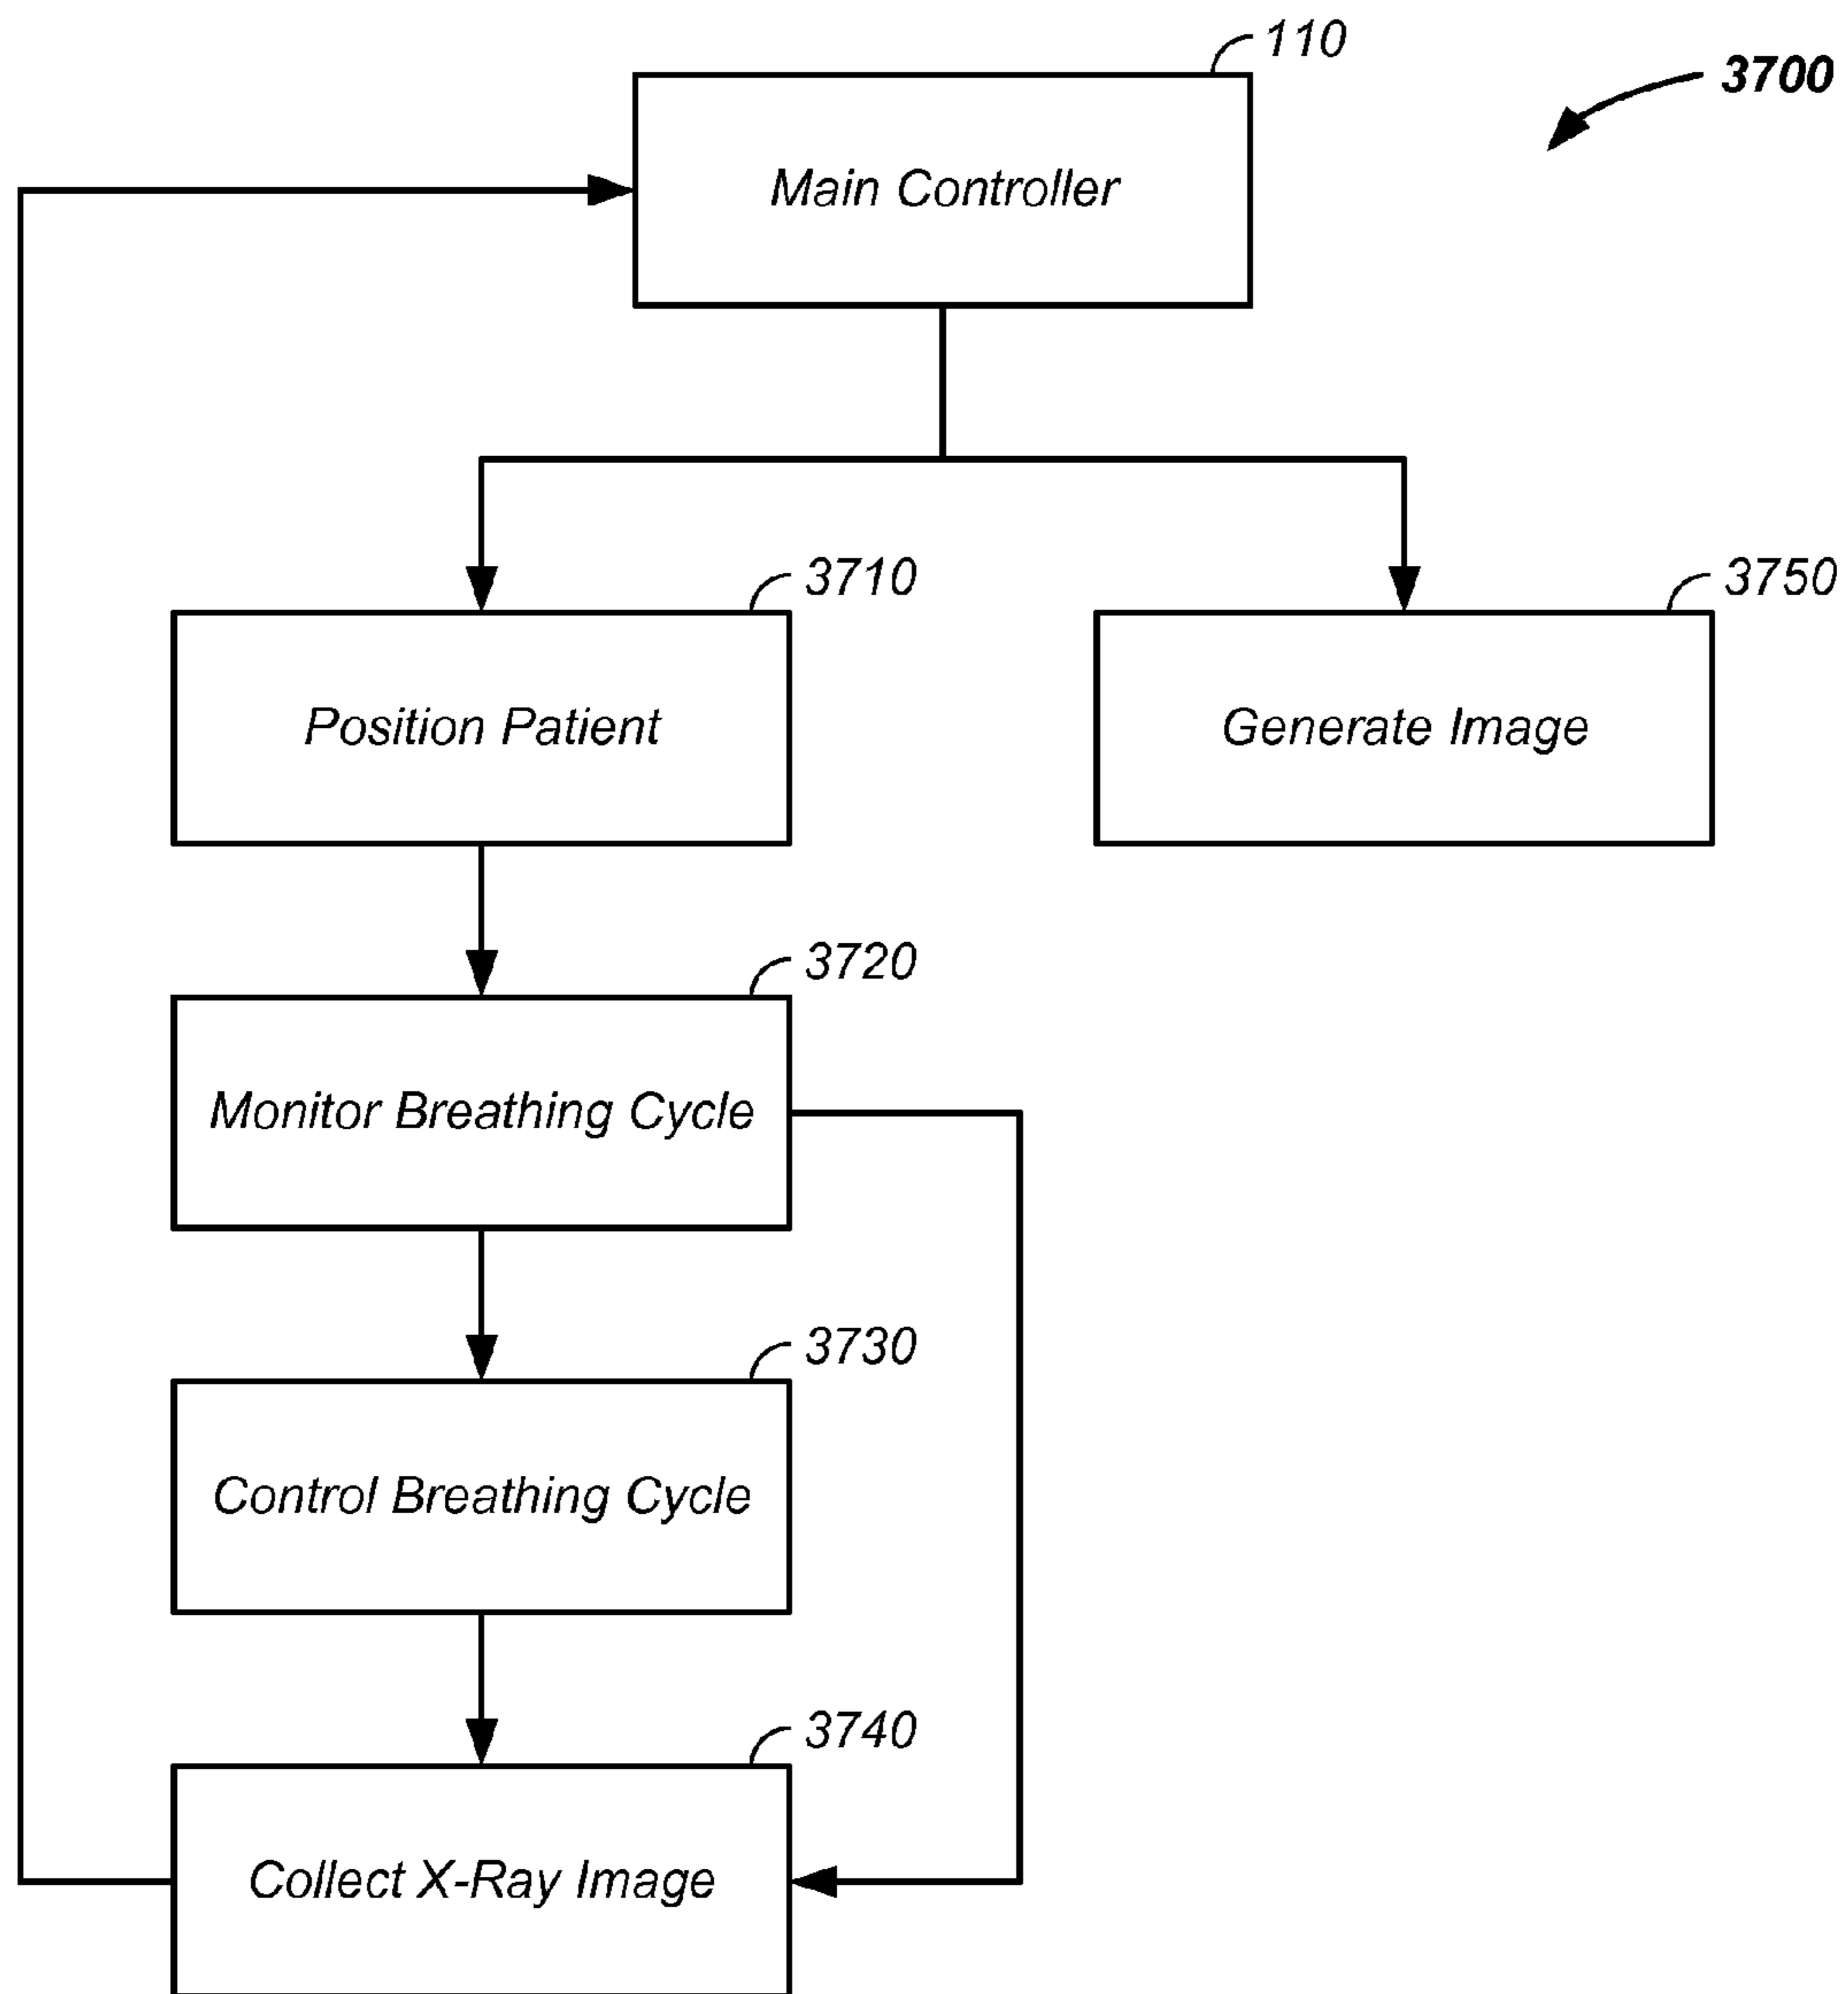 110
3700
Main Controller
3710
3750
Position Patient
Generate Image
3720
Monitor Breathing Cycle
3730
Control Breathing Cycle
3740
Collect X-Ray Image